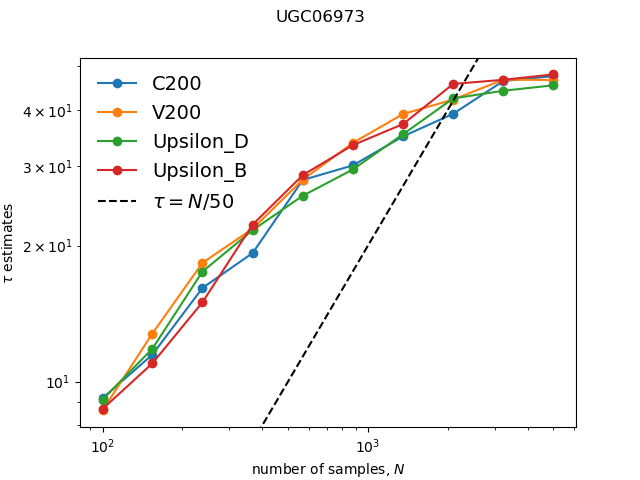 UGC06973
C200
V200
Upsilon_D
Upsilon_B
τ = N/50
τ estimates
4 × 10¹
3 × 10¹
2 × 10¹
10¹
10²
10³
number of samples, N